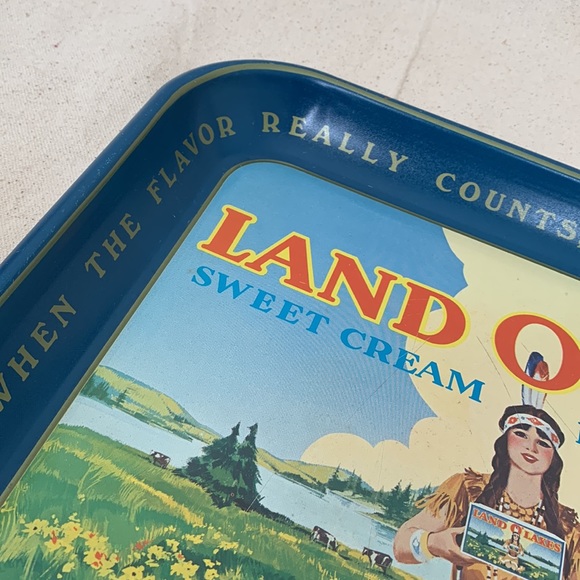 WHEN THE FLAVOR REALLY COUNTS
LAND O
SWEET CREAM
LAND O LAKES